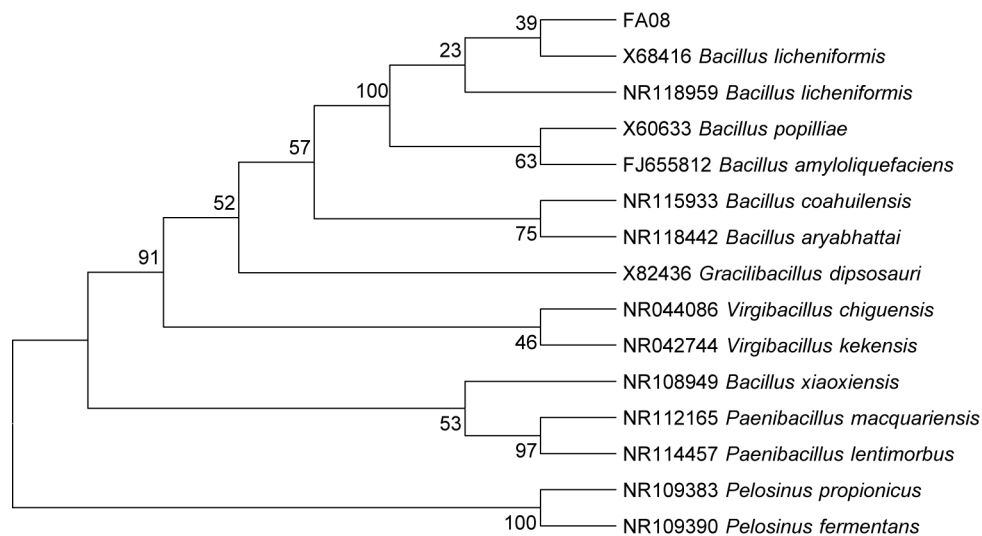 39
FA08
23
X68416 Bacillus licheniformis
100
NR118959 Bacillus licheniformis
X60633 Bacillus popilliae
57
63
FJ655812 Bacillus amyloliquefaciens
52
NR115933 Bacillus coahuilensis
75
NR118442 Bacillus aryabhattai
91
X82436 Gracilibacillus dipsosauri
NR044086 Virgibacillus chiguensis
46
NR042744 Virgibacillus kekensis
NR108949 Bacillus xiaoxiensis
53
NR112165 Paenibacillus macquariensis
97
NR114457 Paenibacillus lentimorbus
NR109383 Pelosinus propionicus
100
NR109390 Pelosinus fermentans